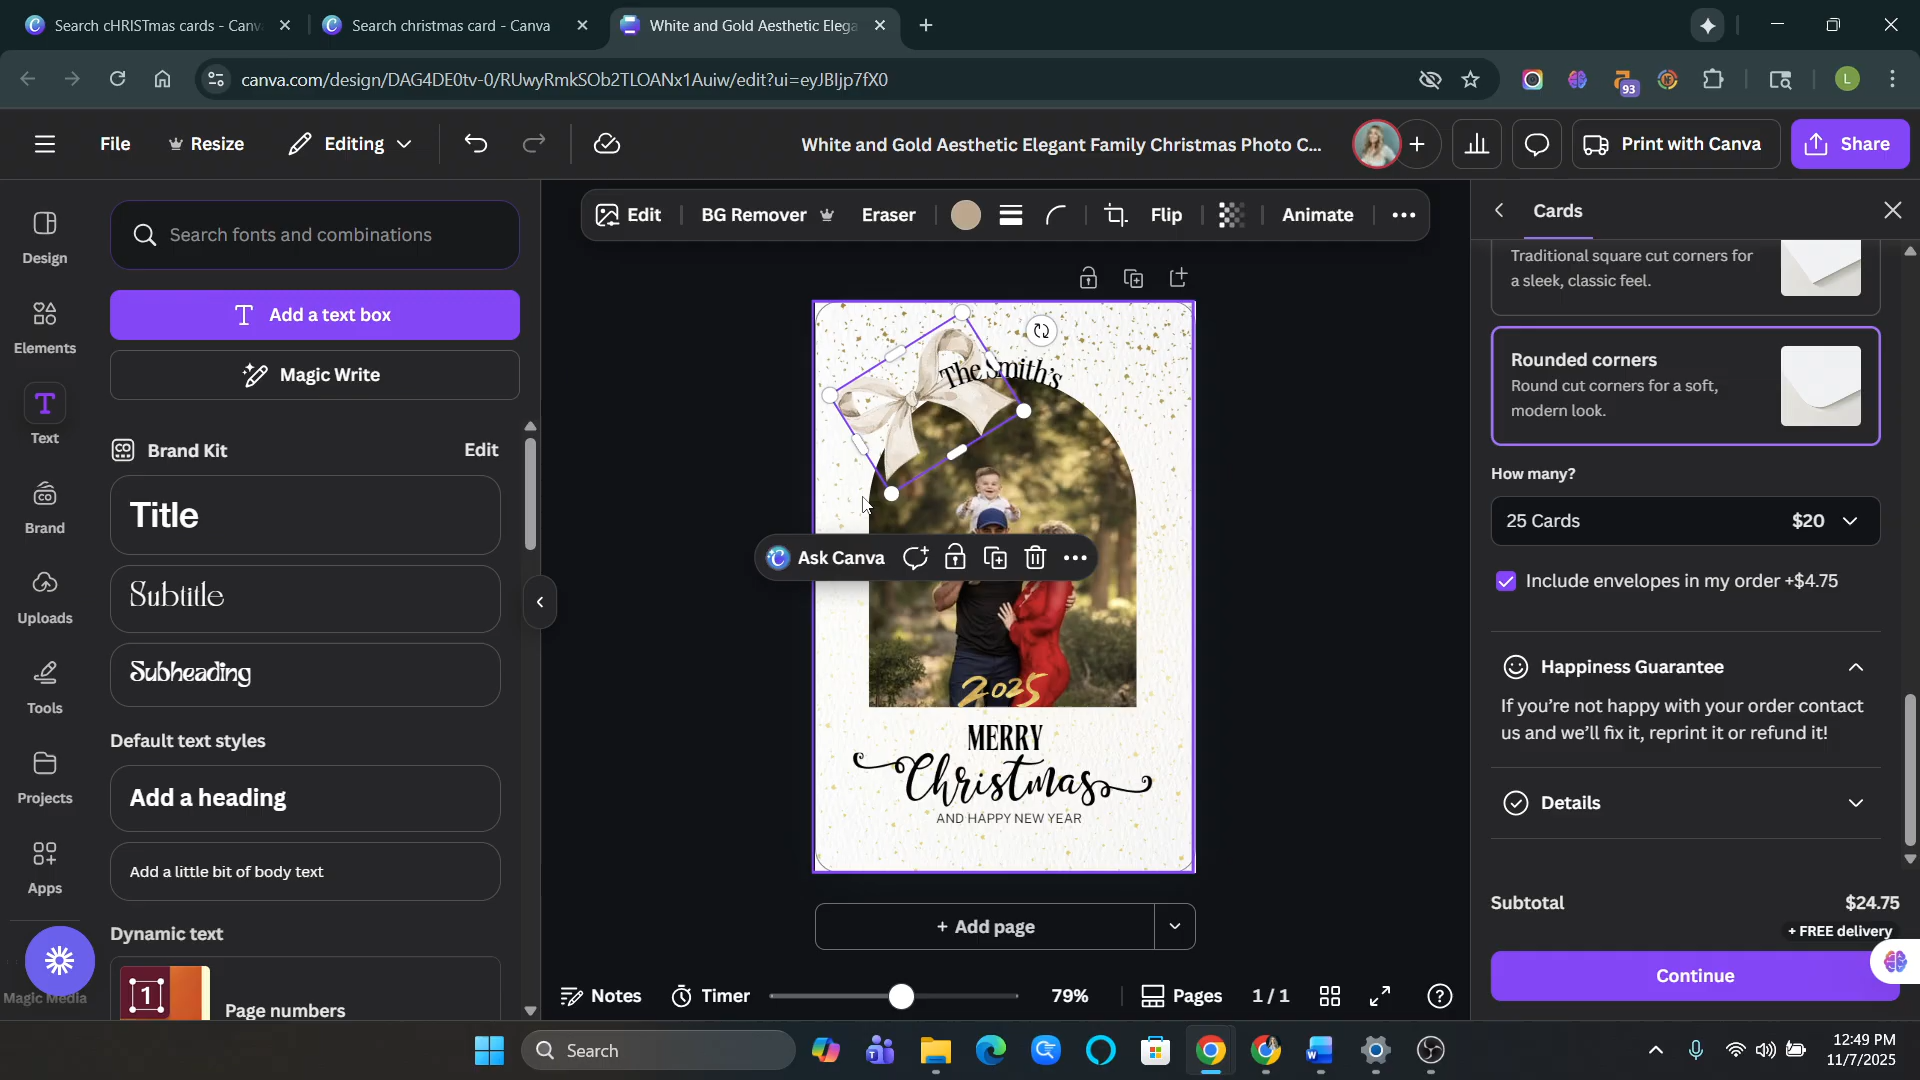 Search cHRISTmas cards - Canv
Search christmas card - Canva
White and Gold Aesthetic Elega
canva.com/design/DAG4DE0tv-0/RUwyRmkSOb2TLOANx1Auiw/edit?ui=eyJBIjp7fX0
93
L
File
Resize
Editing
White and Gold Aesthetic Elegant Family Christmas Photo C...
Print with Canva
Share
Design
Elements
Text
Brand
Uploads
Tools
Projects
Apps
Magic Media
Search fonts and combinations
Add a text box
Magic Write
Brand Kit
Edit
Title
Subtitle
Subheading
Default text styles
Add a heading
Add a little bit of body text
Dynamic text
1
Page numbers
Edit
BG Remover
Eraser
Flip
Animate
The Smith's
Ask Canva
2025
MERRY
Christmas
AND HAPPY NEW YEAR
+ Add page
Notes
Timer
79%
Pages
1 / 1
Cards
Traditional square cut corners for
a sleek, classic feel.
Rounded corners
Round cut corners for a soft,
modern look.
How many?
25 Cards
$20
Include envelopes in my order +$4.75
Happiness Guarantee
If you're not happy with your order contact
us and we'll fix it, reprint it or refund it!
Details
Subtotal
$24.75
+ FREE delivery
Continue
Search
12:49 PM
11/7/2025